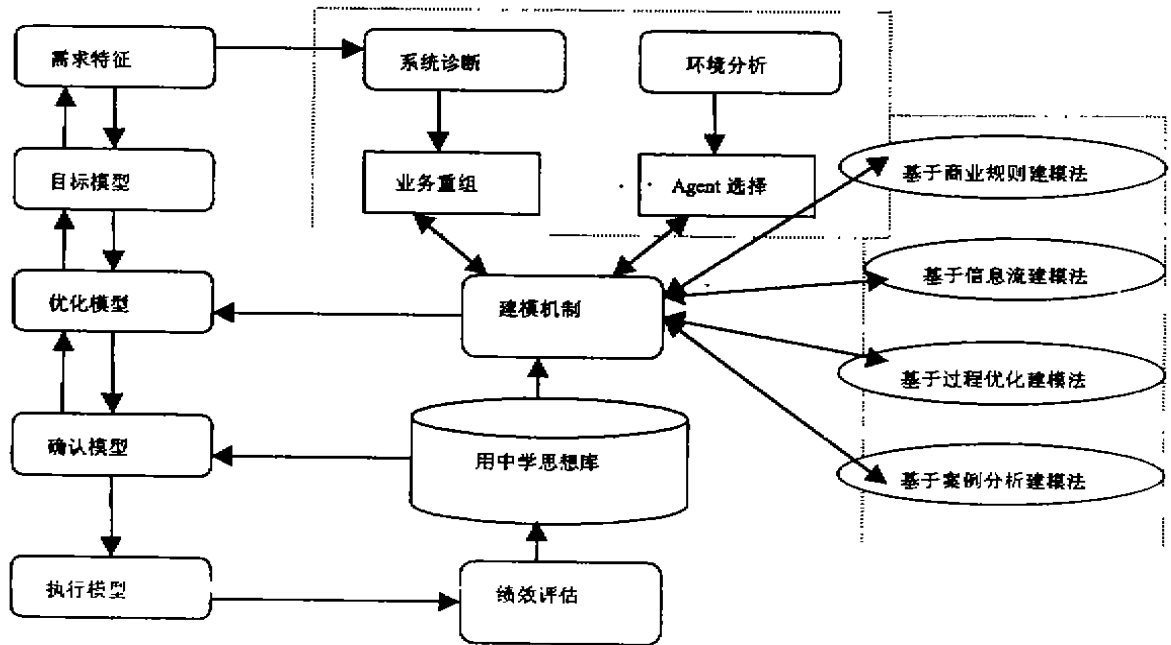 需求特征
系统诊断
环境分析
目标模型
业务重组
Agent 选择
基于商业规则建模法
优化模型
建模机制
基于信息流建模法
基于过程优化建模法
确认模型
用中学思想库
基于案例分析建模法
执行模型
绩效评估